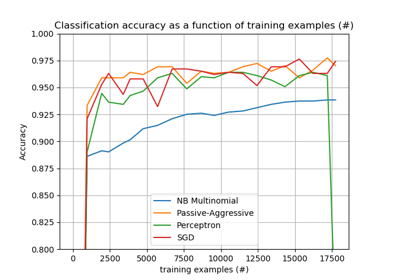 Classification accuracy as a function of training examples (#)
1.000
0.975
0.950
0.925
0.900
0.875
0.850
0.825
0.800
Accuracy
NB Multinomial
Passive-Aggressive
Perceptron
SGD
0 2500 5000 7500 10000 12500 15000 17500
training examples (#)